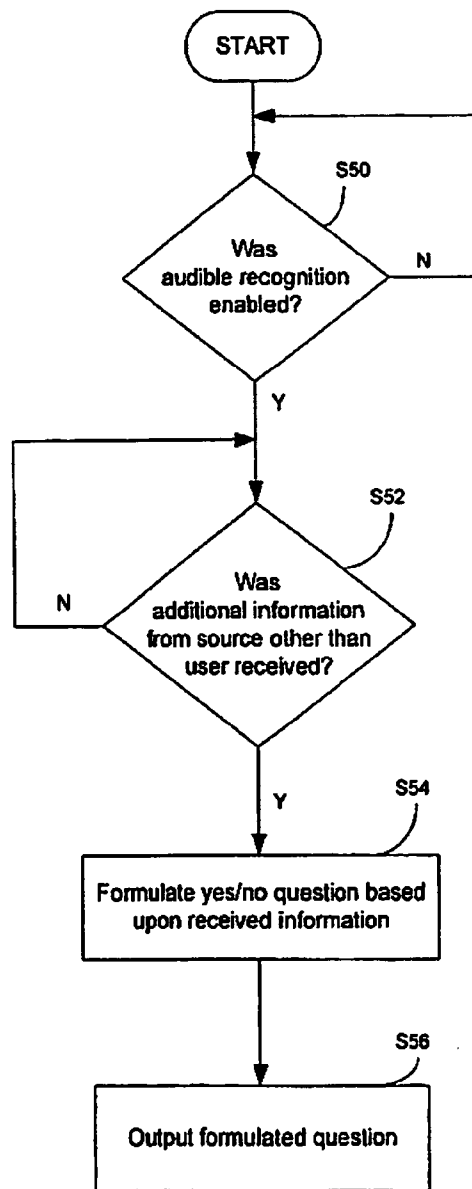 START
S50
Was
audible recognition
enabled?
N
Y
S52
Was
additional information
from source other than
user received?
N
Y
S54
Formulate yes/no question based
upon received information
S56
Output formulated question